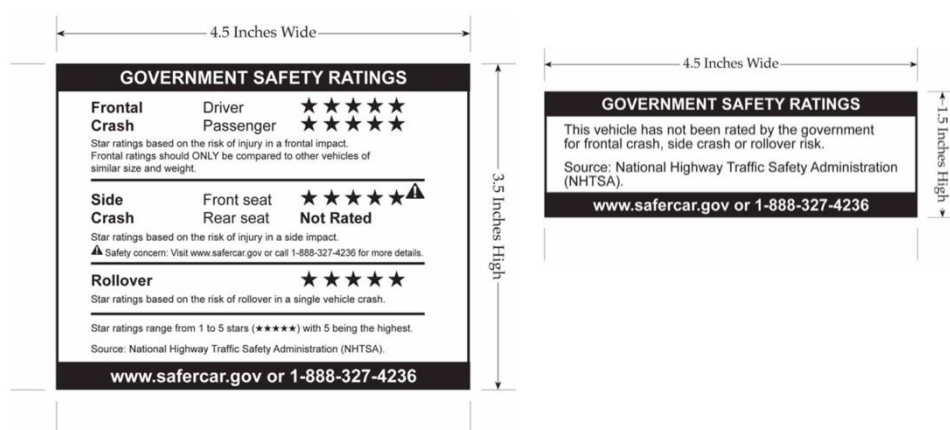 4.5 Inches Wide
GOVERNMENT SAFETY RATINGS
Frontal Driver ★★★★★
Crash Passenger ★★★★★
Star ratings based on the risk of injury in a frontal impact.
Frontal ratings should ONLY be compared to other vehicles of
similar size and weight.
Side Front seat ★★★★★⚠
Crash Rear seat Not Rated
Star ratings based on the risk of injury in a side impact.
⚠ Safety concern: Visit www.safercar.gov or call 1-888-327-4236 for more details.
Rollover ★★★★★
Star ratings based on the risk of rollover in a single vehicle crash.
Star ratings range from 1 to 5 stars (★★★★★) with 5 being the highest.
Source: National Highway Traffic Safety Administration (NHTSA).
www.safercar.gov or 1-888-327-4236
3.5 Inches High
4.5 Inches Wide
GOVERNMENT SAFETY RATINGS
This vehicle has not been rated by the government
for frontal crash, side crash or rollover risk.
Source: National Highway Traffic Safety Administration
(NHTSA).
www.safercar.gov or 1-888-327-4236
1.5 Inches High